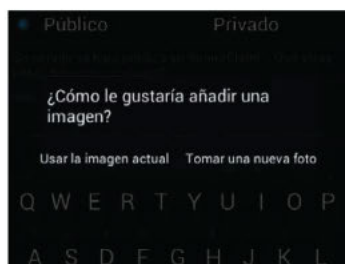 Público Privado
¿Cómo le gustaría añadir una
imagen?
Usar la imagen actual Tomar una nueva foto
Q W E R T Y U I O P
A S D F G H J K L